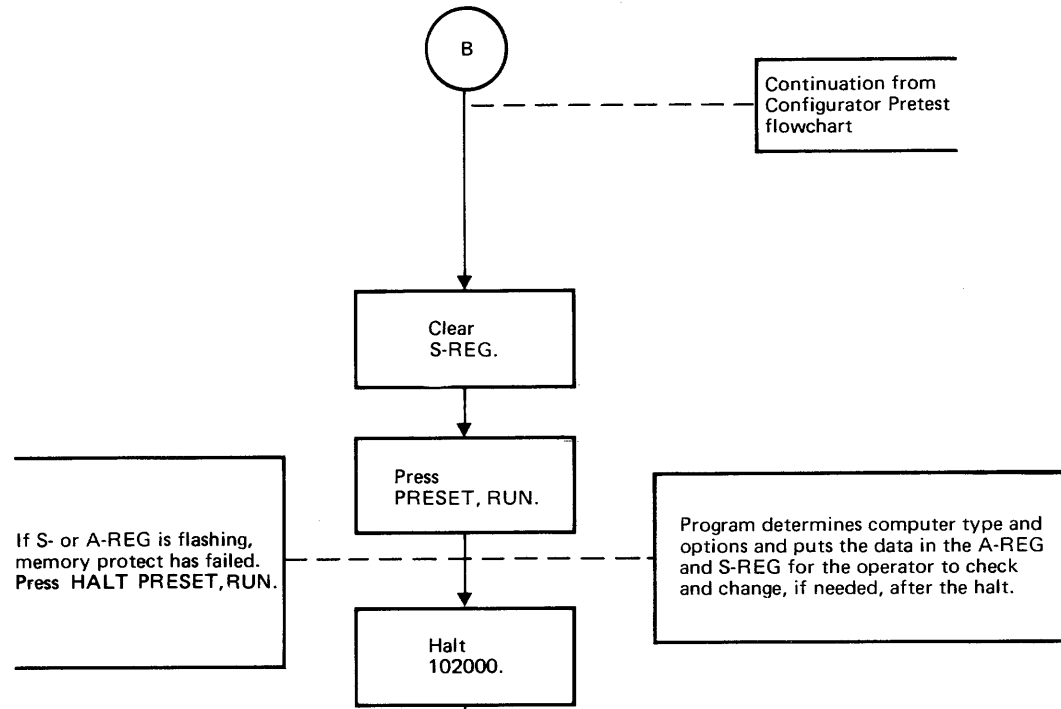 B
Continuation from
Configurator Pretest
flowchart
Clear
S-REG.
Press
PRESET, RUN.
If S- or A-REG is flashing,
memory protect has failed.
Press HALT PRESET,RUN.
Program determines computer type and
options and puts the data in the A-REG
and S-REG for the operator to check
and change, if needed, after the halt.
Halt
102000.